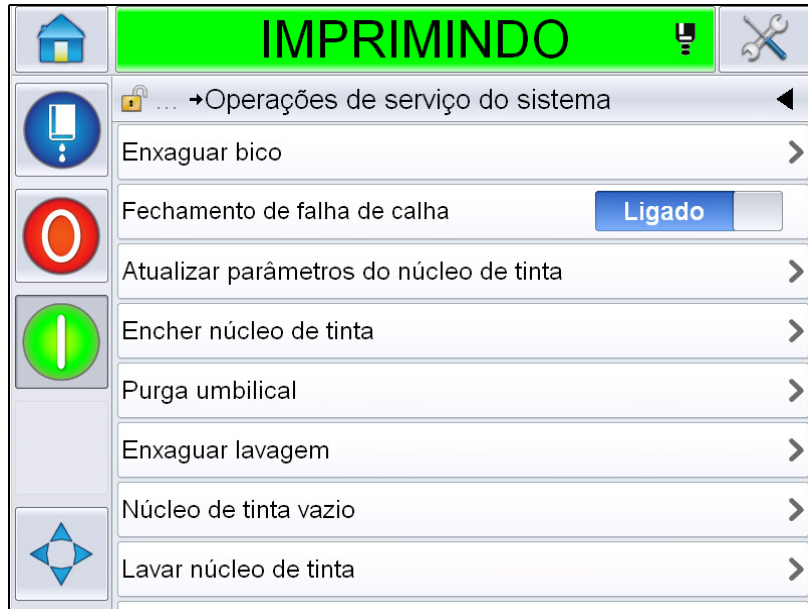 IMPRIMINDO
... →Operações de serviço do sistema
Enxaguar bico
Fechamento de falha de calha Ligado
Atualizar parâmetros do núcleo de tinta
Encher núcleo de tinta
Purga umbilical
Enxaguar lavagem
Núcleo de tinta vazio
Lavar núcleo de tinta